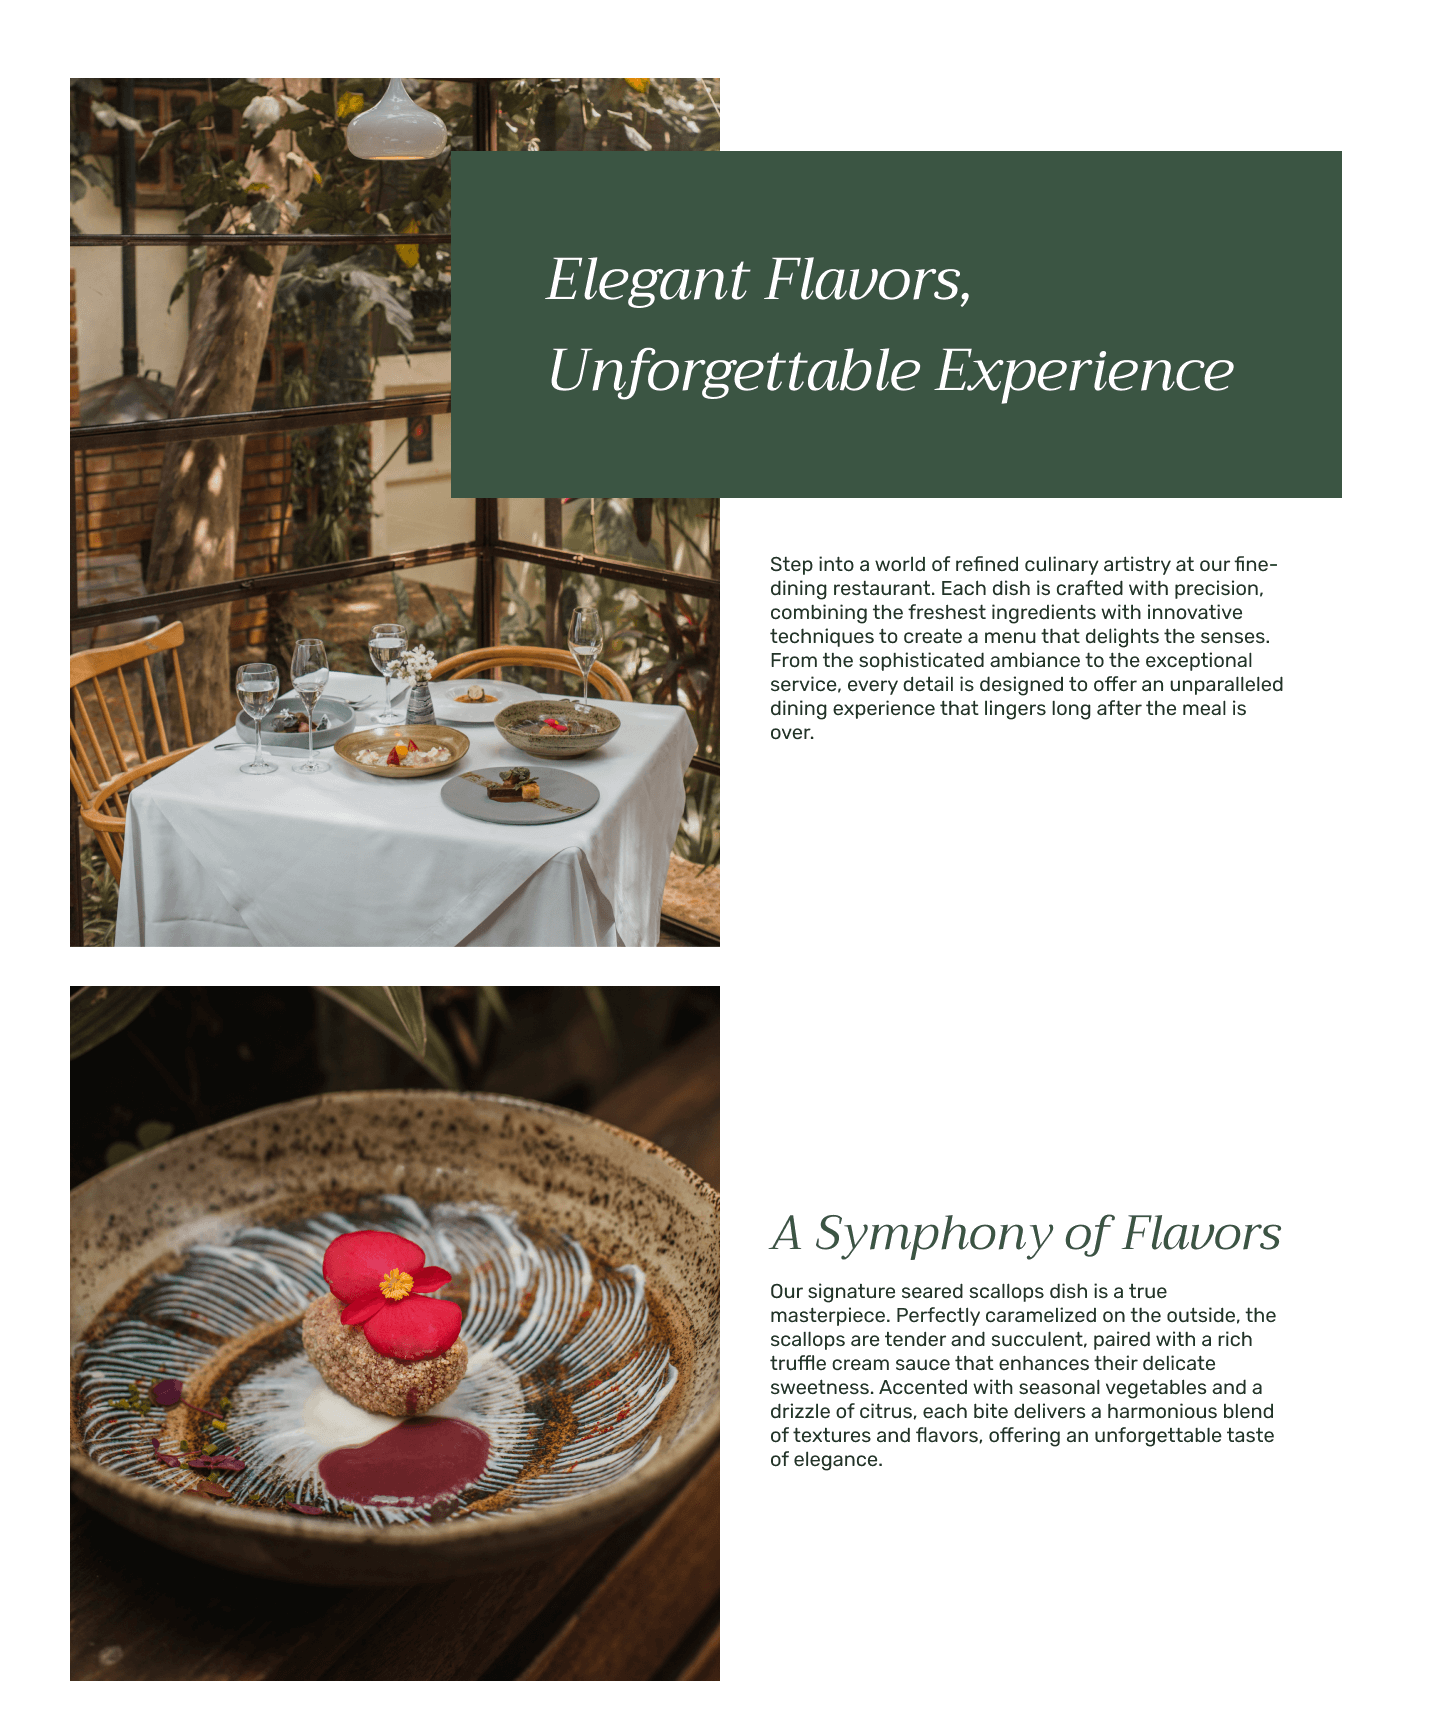 Elegant Flavors,
Unforgettable Experience
Step into a world of refined culinary artistry at our fine-
dining restaurant. Each dish is crafted with precision,
combining the freshest ingredients with innovative
techniques to create a menu that delights the senses.
From the sophisticated ambiance to the exceptional
service, every detail is designed to offer an unparalleled
dining experience that lingers long after the meal is
over.
A Symphony of Flavors
Our signature seared scallops dish is a true
masterpiece. Perfectly caramelized on the outside, the
scallops are tender and succulent, paired with a rich
truffle cream sauce that enhances their delicate
sweetness. Accented with seasonal vegetables and a
drizzle of citrus, each bite delivers a harmonious blend
of textures and flavors, offering an unforgettable taste
of elegance.